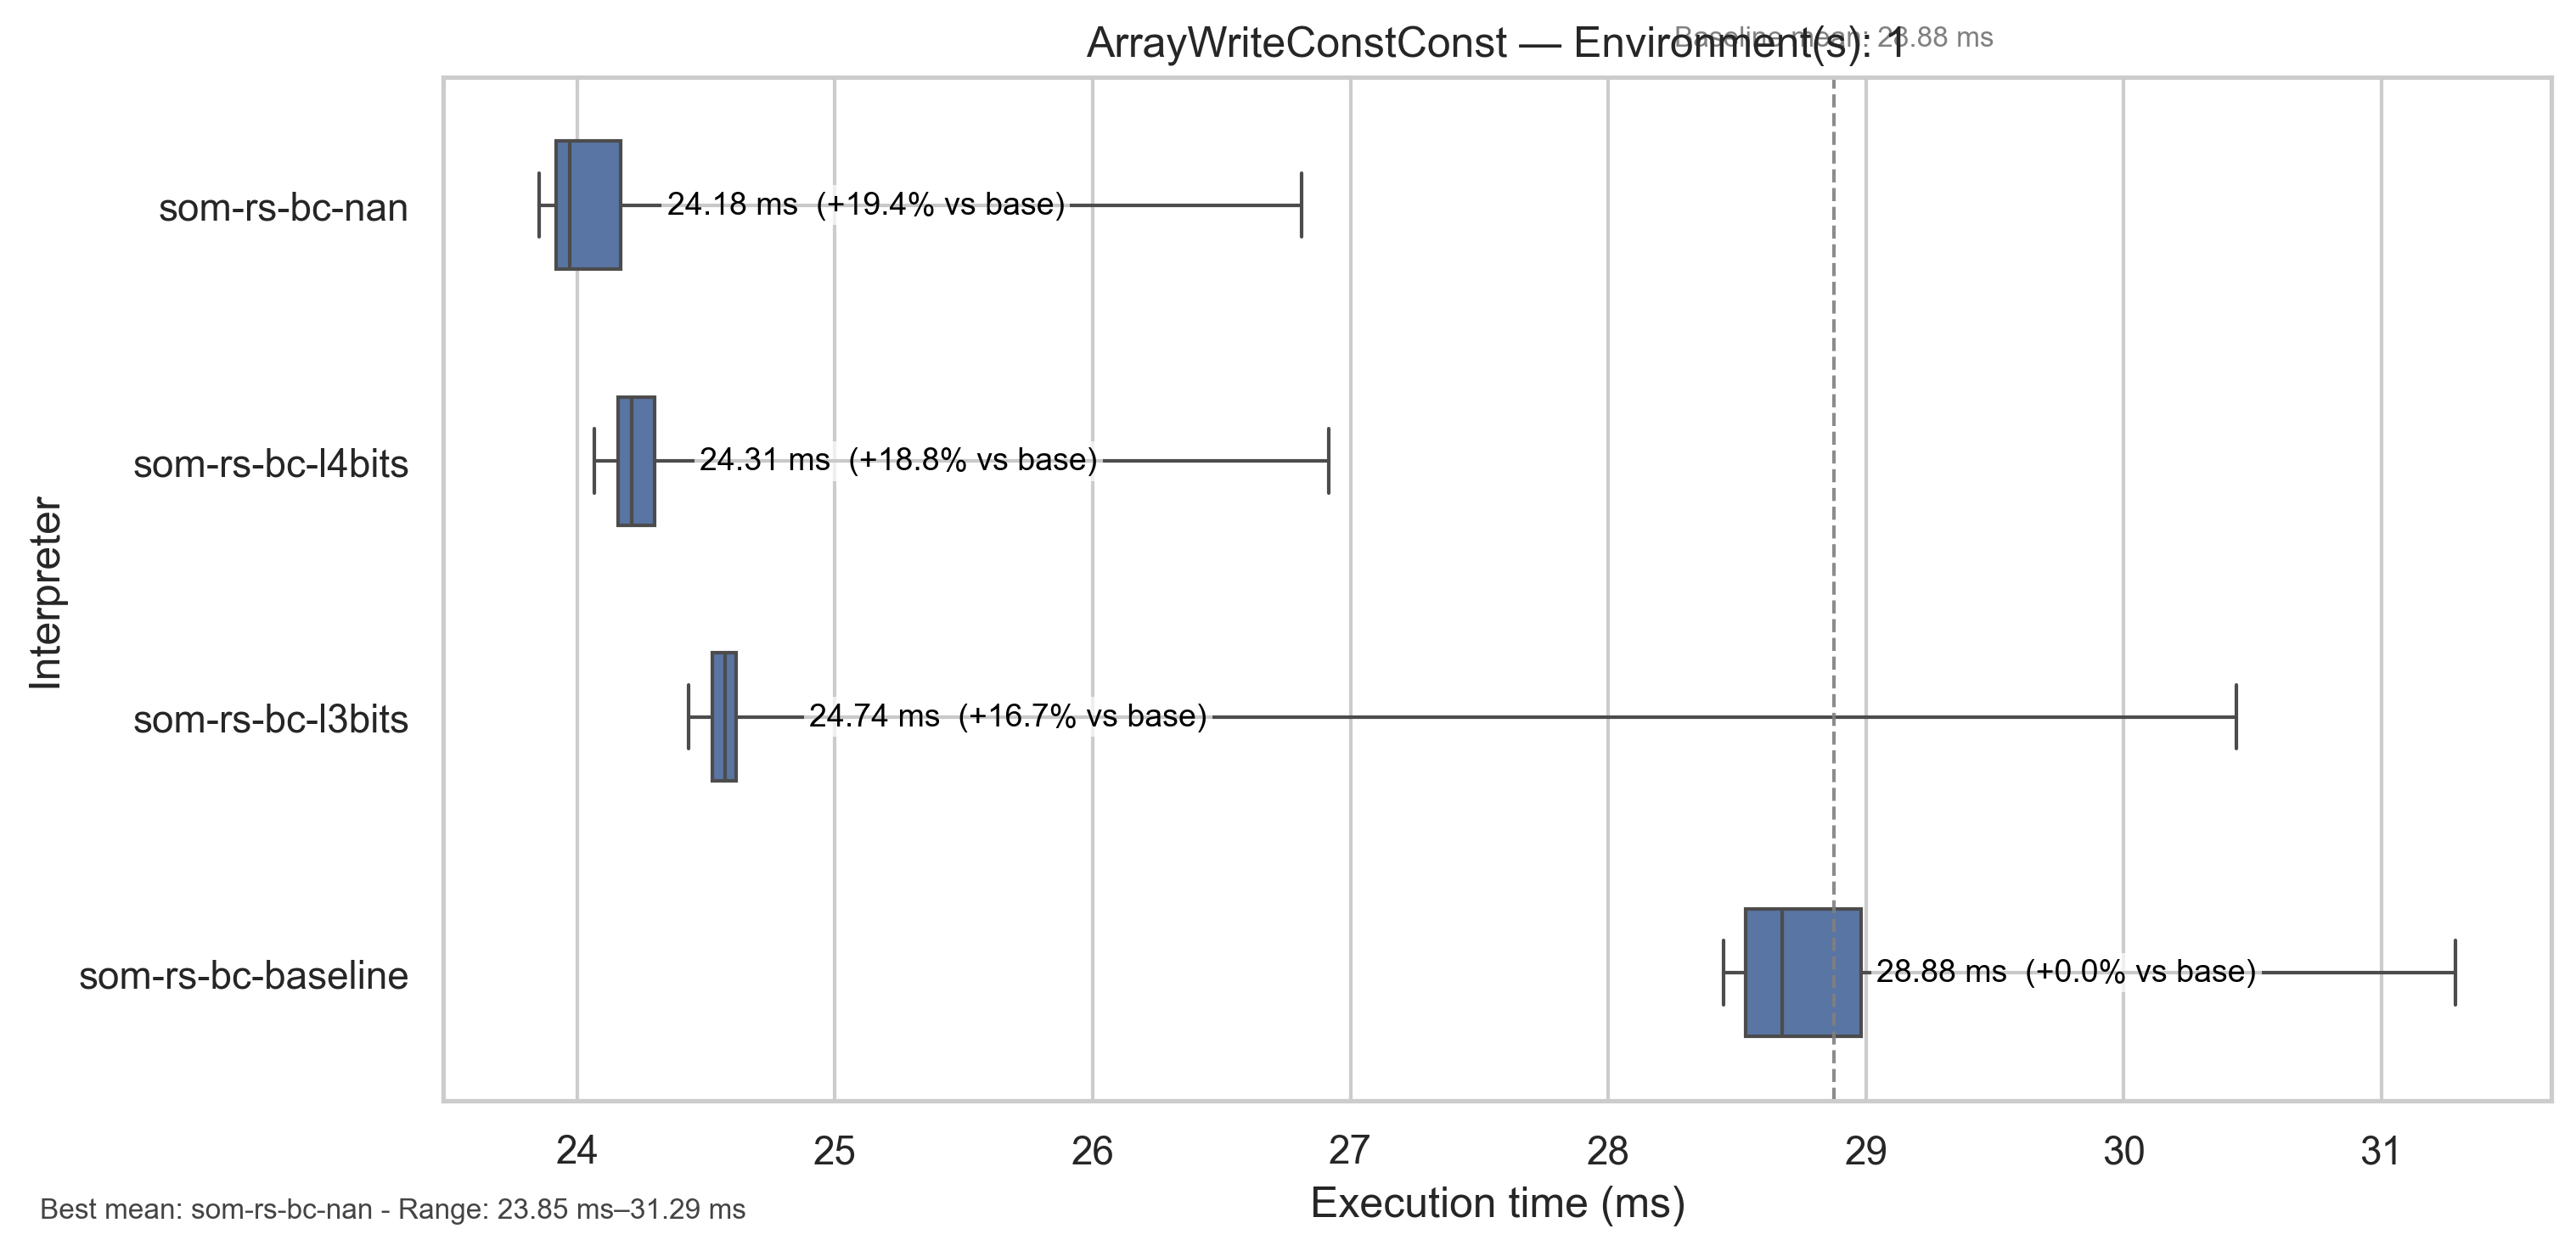 ArrayWriteConstConst — Environment(s): 1
Baseline mean: 28.88 ms
Interpreter
som-rs-bc-nan
24.18 ms (+19.4% vs base)
som-rs-bc-l4bits
24.31 ms (+18.8% vs base)
som-rs-bc-l3bits
24.74 ms (+16.7% vs base)
som-rs-bc-baseline
28.88 ms (+0.0% vs base)
24 25 26 27 28 29 30 31
Execution time (ms)
Best mean: som-rs-bc-nan - Range: 23.85 ms–31.29 ms